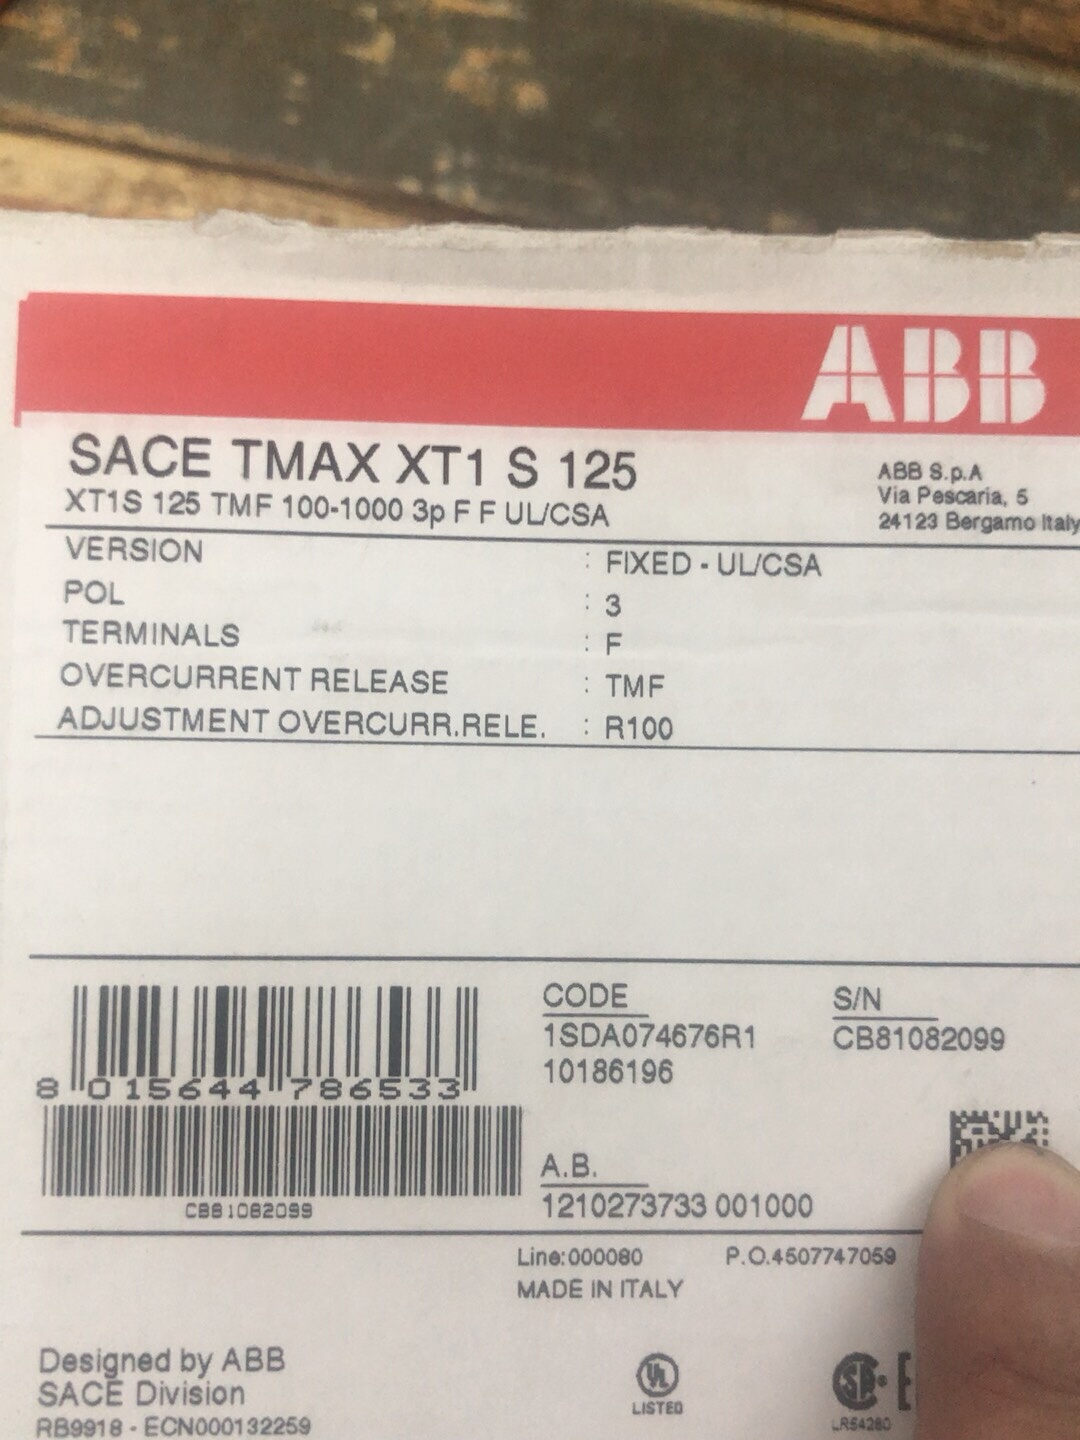 ABB
SACE TMAX XT1 S 125
XT1S 125 TMF 100-1000 3p F F UL/CSA
ABB S.p.A
Via Pescaria, 5
24123 Bergamo Italy
VERSION : FIXED - UL/CSA
POL : 3
TERMINALS : F
OVERCURRENT RELEASE : TMF
ADJUSTMENT OVERCURR.RELE. : R100
8 015644 786533
CB81082099
CODE
1SDA074676R1
10186196
S/N
CB81082099
A.B.
1210273733 001000
Line:000080 P.O.4507747059
MADE IN ITALY
Designed by ABB
SACE Division
RB9918 - ECN000132259
UL
LISTED
LR54280